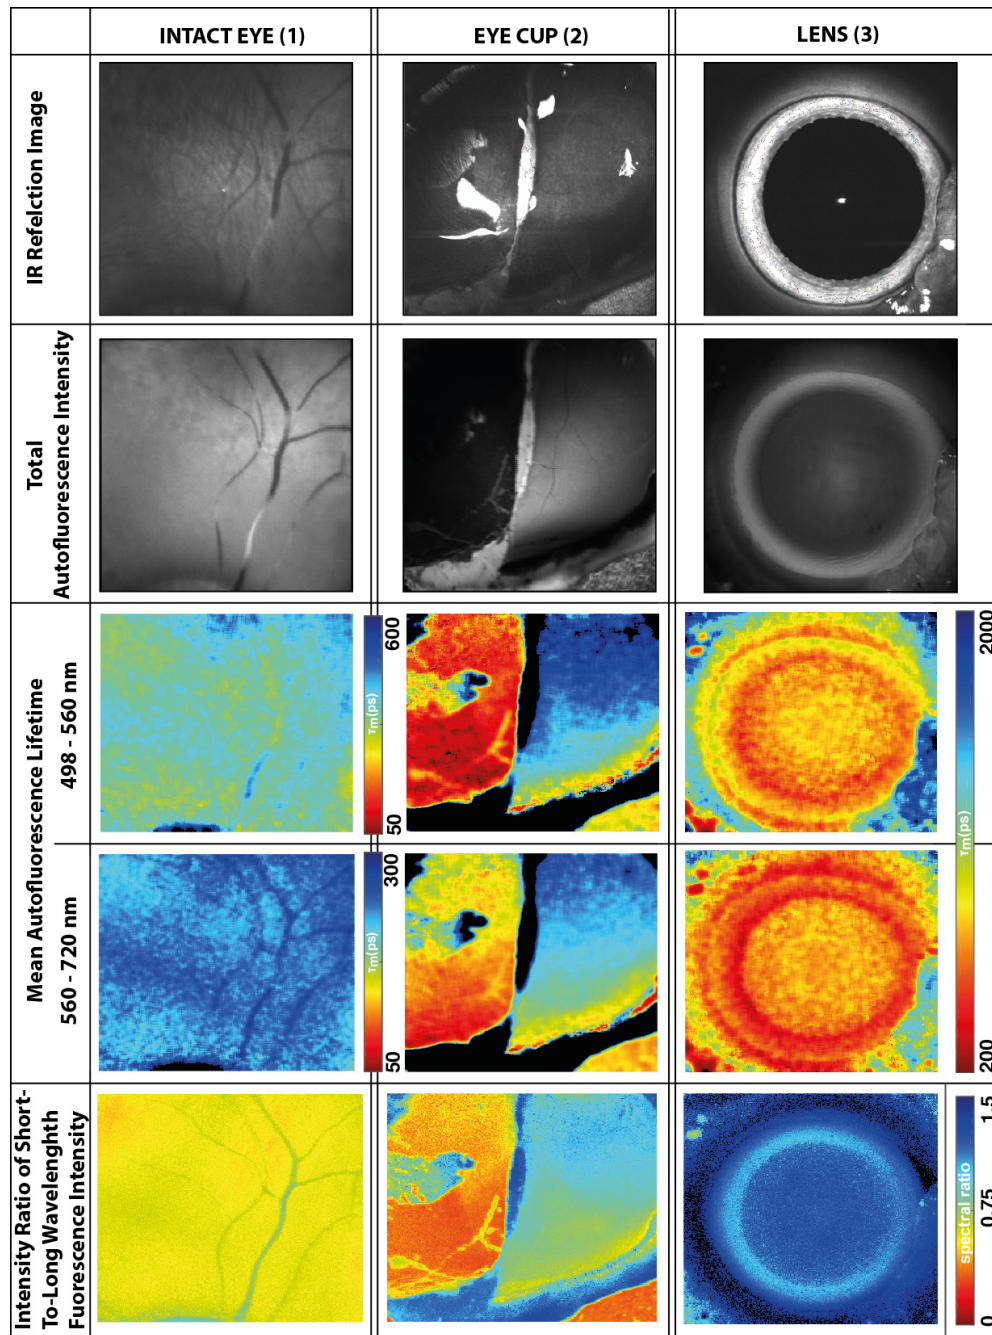 INTACT EYE (1)
EYE CUP (2)
LENS (3)
IR Refelction Image
Total
Autofluorescence Intensity
Mean Autofluorescence Lifetime
498 - 560 nm
600
τm(ps)
50
2000
τm(ps)
200
560 - 720 nm
300
τm(ps)
50
Intensity Ratio of Short-
To-Long Wavelenghth
Fuorescence Intensity
1.5
0.75
0
spectral ratio